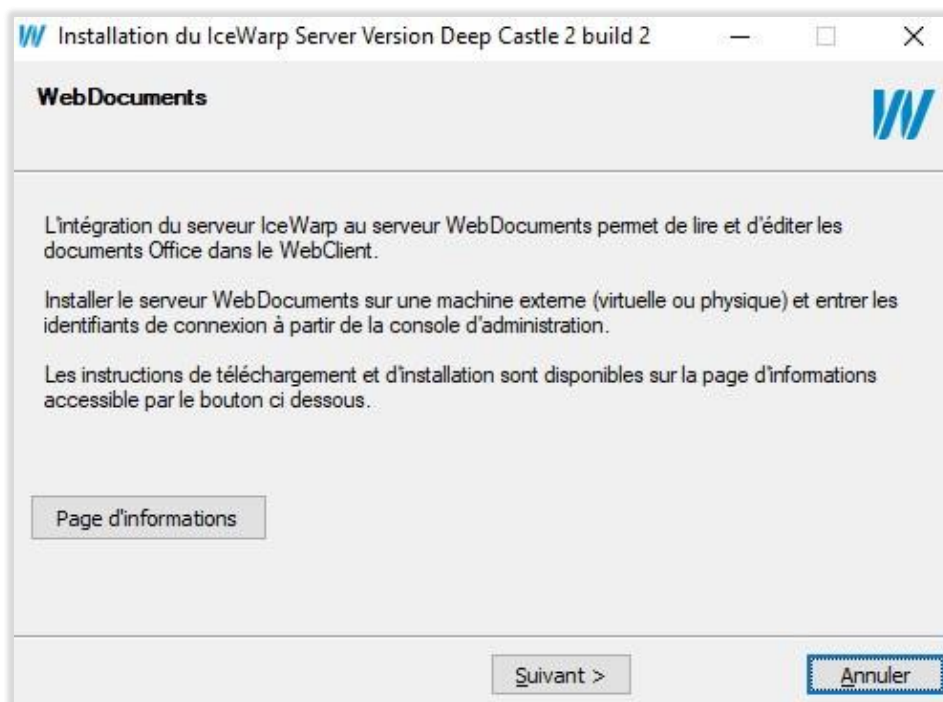 Installation du IceWarp Server Version Deep Castle 2 build 2
WebDocuments
L'intégration du serveur IceWarp au serveur WebDocuments permet de lire et d'éditer les
documents Office dans le WebClient.
Installer le serveur WebDocuments sur une machine externe (virtuelle ou physique) et entrer les
identifiants de connexion à partir de la console d'administration.
Les instructions de téléchargement et d'installation sont disponibles sur la page d'informations
accessible par le bouton ci dessous.
Page d'informations
Suivant >
Annuler